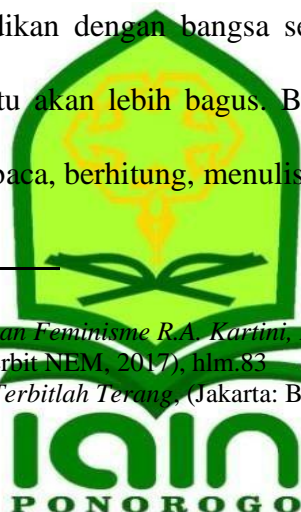 dikan dengan bangsa se
tu akan lebih bagus. B
baca, berhitung, menulis
an Feminisme R.A. Kartini,
rbit NEM, 2017), hlm.83
Terbitlah Terang, (Jakarta: B
iain
PONOROGO